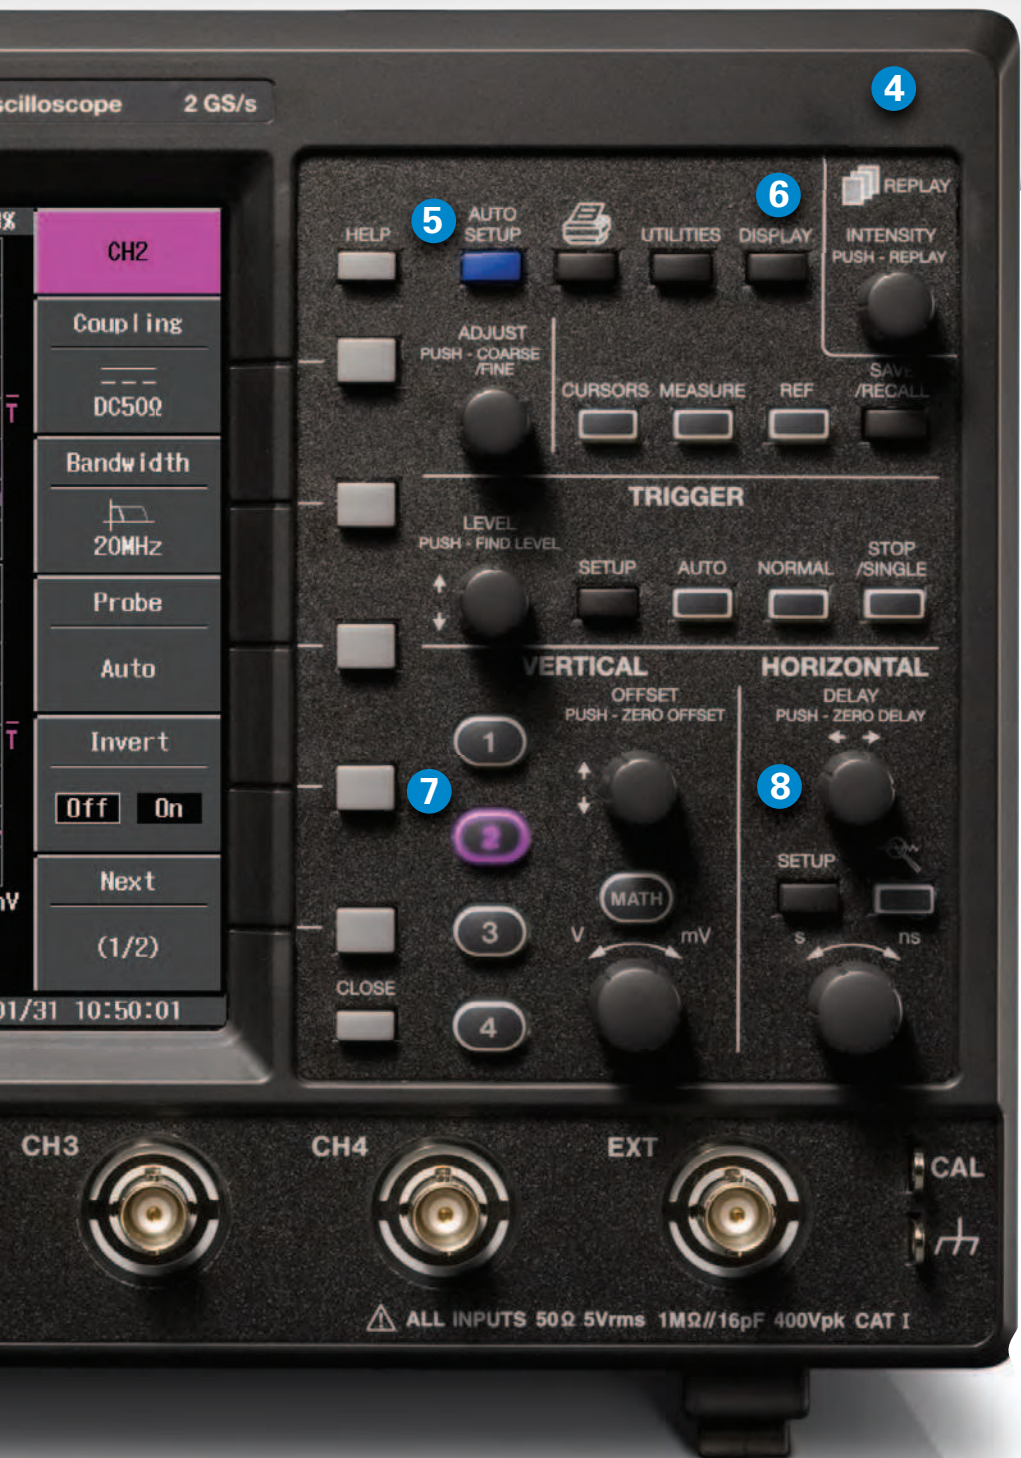 scilloscope 2 GS/s
4
REPLAY
INTENSITY
PUSH - REPLAY
5
6
HELP
AUTO
SETUP
UTILITIES
DISPLAY
%
CH2
Coupling
DC50Ω
Bandwidth
20MHz
Probe
Auto
Invert
Off On
Next
(1/2)
T
T
mV
01/31 10:50:01
ADJUST
PUSH - COARSE
/FINE
CURSORS MEASURE REF
SAVE
/RECALL
TRIGGER
LEVEL
PUSH - FIND LEVEL
SETUP AUTO NORMAL
STOP
/SINGLE
VERTICAL
OFFSET
PUSH - ZERO OFFSET
HORIZONTAL
DELAY
PUSH - ZERO DELAY
7
8
1
2
3
4
MATH
V mV
SETUP
s ns
CLOSE
CH3 CH4 EXT
CAL
ALL INPUTS 50Ω 5Vrms 1MΩ//16pF 400Vpk CAT I